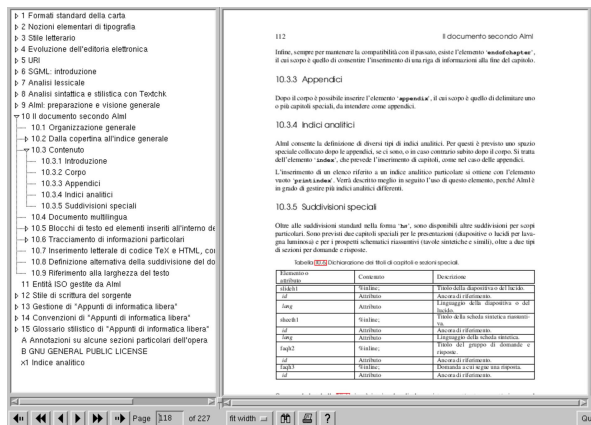 1 Formati standard della carta
2 Nozioni elementari di tipografia
3 Stile letterario
4 Evoluzione dell'editoria elettronica
5 URI
6 SGML: introduzione
7 Analisi lessicale
8 Analisi sintattica e stilistica con Textchk
9 Alml: preparazione e visione generale
10 Il documento secondo Alml
10.1 Organizzazione generale
10.2 Dalla copertina all'indice generale
10.3 Contenuto
10.3.1 Introduzione
10.3.2 Corpo
10.3.3 Appendici
10.3.4 Indici analitici
10.3.5 Suddivisioni speciali
10.4 Documento multilingua
10.5 Blocchi di testo ed elementi inseriti all'interno de
10.6 Tracciamento di informazioni particolari
10.7 Inserimento letterale di codice TeX e HTML, co
10.8 Definizione alternativa della suddivisione del do
10.9 Riferimento alla larghezza del testo
11 Entità ISO gestite da Alml
12 Stile di scrittura del sorgente
13 Gestione di "Appunti di informatica libera"
14 Convenzioni di "Appunti di informatica libera"
15 Glossario stilistico di "Appunti di informatica libera"
A Annotazioni su alcune sezioni particolari dell'opera
B GNU GENERAL PUBLIC LICENSE
x1 Indice analitico
112 Il documento secondo Alml
Infine, sempre per mantenere la compatibilità con il passato, esiste l'elemento 'endofchapter',
il cui scopo è quello di consentire l'inserimento di una riga di informazioni alla fine del capitolo.
10.3.3 Appendici
Dopo il corpo è possibile inserire l'elemento 'appendix', il cui scopo è quello di delimitare uno
o più capitoli speciali, da intendere come appendici.
10.3.4 Indici analitici
Alml consente la definizione di diversi tipi di indici analitici. Per questi è previsto uno spazio
speciale collocato dopo le appendici, se ci sono, o in caso contrario subito dopo il corpo. Si tratta
dell'elemento 'index', che prevede l'inserimento di capitoli, come nel caso delle appendici.
L'inserimento di un elenco riferito a un indice analitico particolare si ottiene con l'elemento
vuoto 'printindex'. Verrà descritto meglio in seguito l'uso di questo elemento, perché Alml è
in grado di gestire più indici analitici differenti.
10.3.5 Suddivisioni speciali
Oltre alle suddivisioni standard nella forma 'hn', sono disponibili altre suddivisioni per scopi
particolari. Sono previsti due capitoli speciali per le presentazioni (diapositive o lucidi per lava-
gna luminosa) e per i prospetti schematici riassuntivi (tavole sintetiche e simili), oltre a due tipi
di sezioni per domande e risposte.
Tabella 10.6. Dichiarazione dei titoli di capitoli e sezioni speciali.
Elemento o attributo Contenuto Descrizione
slideh1 %inline; Titolo della diapositiva o del lucido.
id Attributo Ancora di riferimento.
lang Attributo Linguaggio della diapositiva o del lucido.
sheeth1 %inline; Titolo della scheda sintetica riassuntiva.
id Attributo Ancora di riferimento.
lang Attributo Linguaggio della scheda sintetica.
faqh2 %inline; Titolo del gruppo di domande e risposte.
id Attributo Ancora di riferimento.
faqh3 %inline; Domanda a cui segue una risposta.
id Attributo Ancora di riferimento.
Page 118 of 227 fit width ? Qu